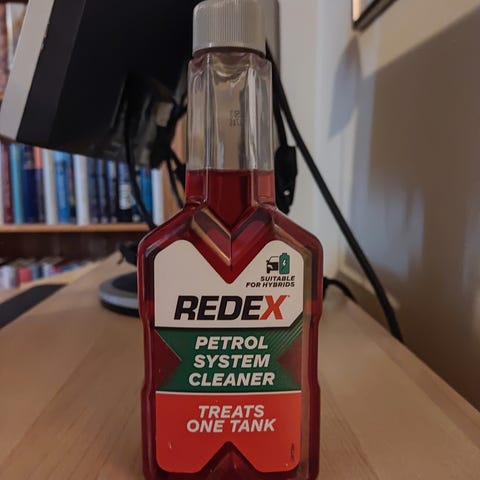 SUITABLE
FOR HYBRIDS
REDEX
PETROL
SYSTEM
CLEANER
TREATS
ONE TANK